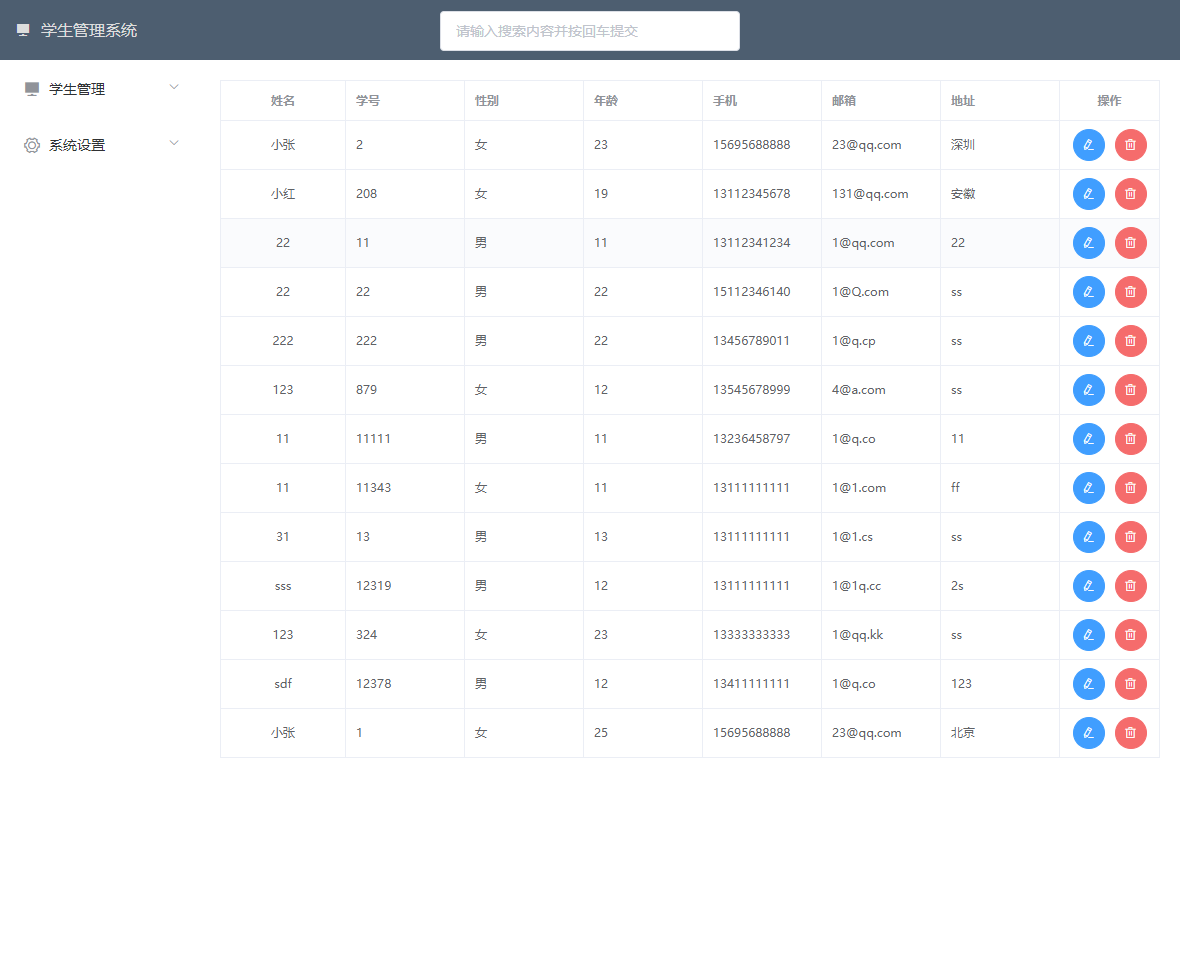 学生管理系统
请输入搜索内容并按回车提交
学生管理
系统设置
姓名 学号 性别 年龄 手机 邮箱 地址 操作
小张 2 女 23 15695688888 23@qq.com 深圳
小红 208 女 19 13112345678 131@qq.com 安徽
22 11 男 11 13112341234 1@qq.com 22
22 22 男 22 15112346140 1@Q.com ss
222 222 男 22 13456789011 1@q.cp ss
123 879 女 12 13545678999 4@a.com ss
11 11111 男 11 13236458797 1@q.co 11
11 11343 女 11 13111111111 1@1.com ff
31 13 男 13 13111111111 1@1.cs ss
sss 12319 男 12 13111111111 1@1q.cc 2s
123 324 女 23 13333333333 1@qq.kk ss
sdf 12378 男 12 13411111111 1@q.co 123
小张 1 女 25 15695688888 23@qq.com 北京